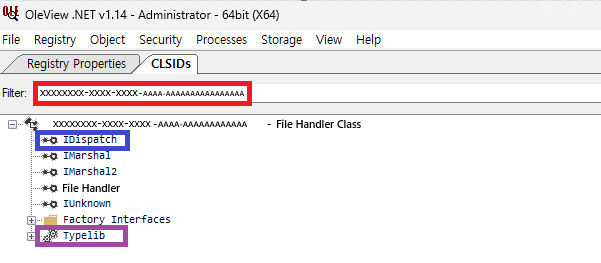 OleView .NET v1.14 - Administrator - 64bit (X64)
File Registry Object Security Processes Storage Help
Registry Properties CLSIDs
Filter: XXXXXXXX-XXXX-XXXX-AAAA-AAAAAAAAAAAAAAAA
XXXXXXXX-XXXX-XXXX-AAAA-AAAAAAAAAAAA - File Handler Class
IDispatch
IMarshal
IMarshal2
File Handler
IUnknown
Factory Interfaces
Typelib